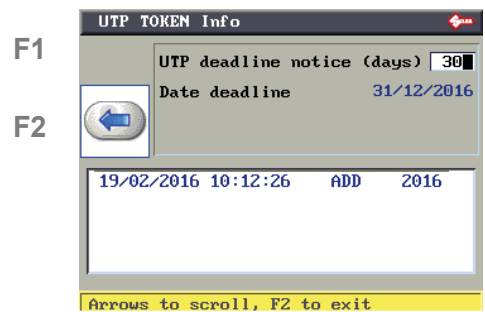 UTP TOKEN Info
F1
UTP deadline notice (days) 30
Date deadline 31/12/2016
F2
19/02/2016 10:12:26 ADD 2016
Arrows to scroll, F2 to exit